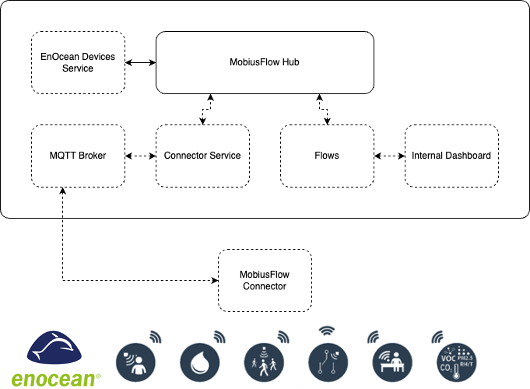 EnOcean Devices
Service
MobiusFlow Hub
MQTT Broker
Connector Service
Flows
Internal Dashboard
MobiusFlow
Connector
enocean®
VOC PM2.5
CO₂ RH/T